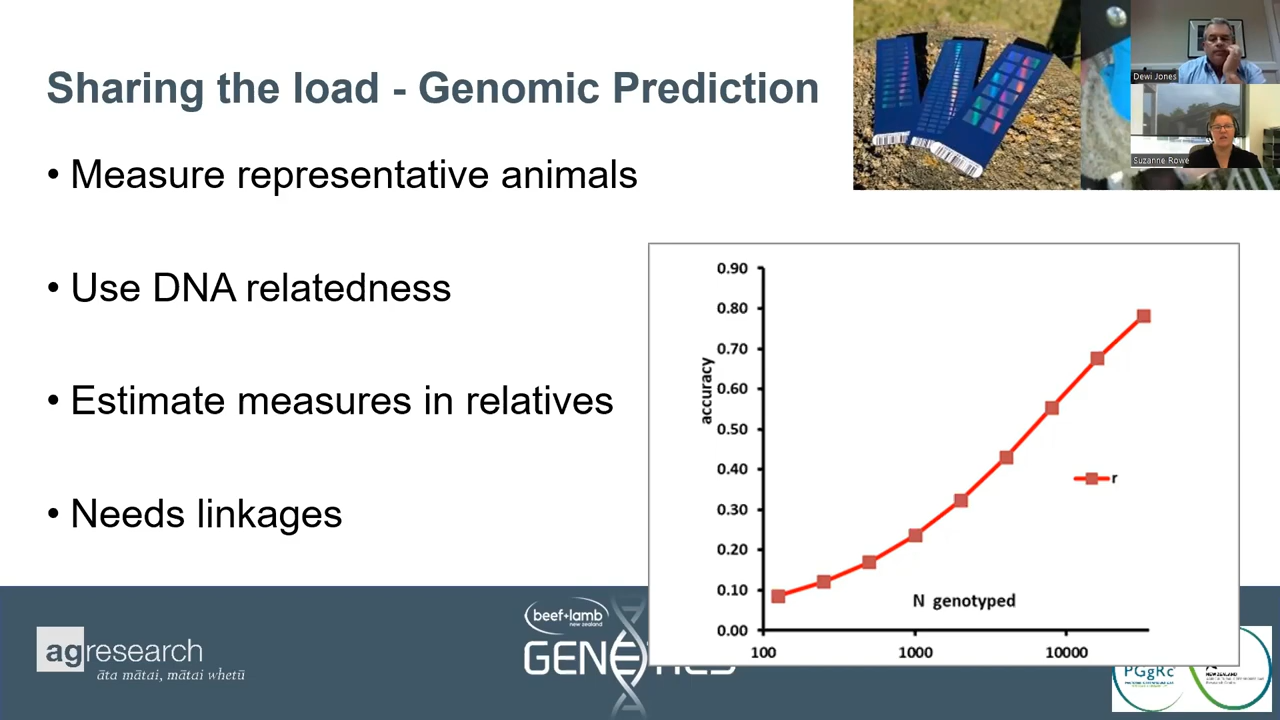 Sharing the load - Genomic Prediction
Dewi Jones
Suzanne Rowe
• Measure representative animals
• Use DNA relatedness
• Estimate measures in relatives
• Needs linkages
0.90
0.80
0.70
0.60
0.50
0.40
0.30
0.20
0.10
0.00
accuracy
r
N genotyped
100
1000
10000
agresearch
āta mātai, mātai whetū
beef+lamb
new zealand
GENETICS
PGgRc
NEW ZEALAND